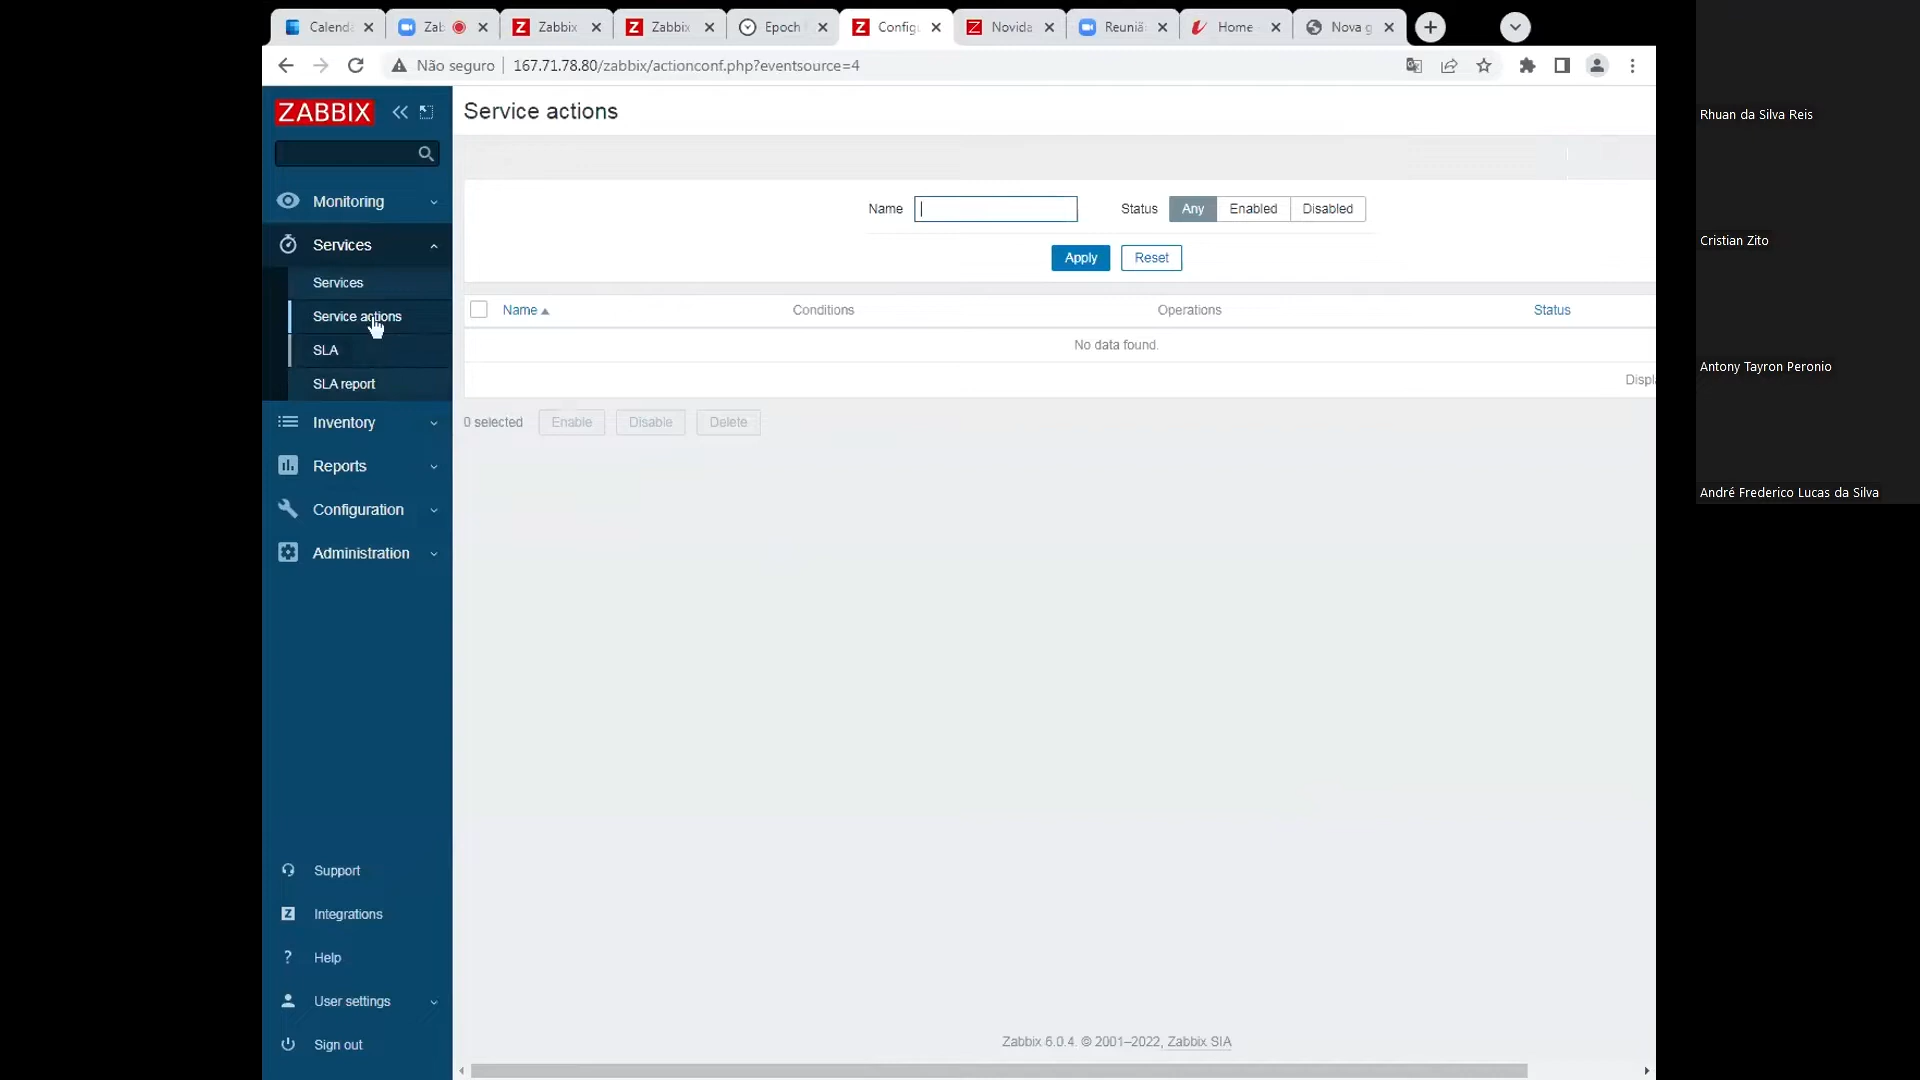 Calend
Zab
Zabbix
Zabbix
Epoch
Config
Novida
Reuniã
Home
Nova g
Não seguro
167.71.78.80/zabbix/actionconf.php?eventsource=4
ZABBIX
Service actions
Monitoring
Services
Services
Service actions
SLA
SLA report
Inventory
Reports
Configuration
Administration
Support
Integrations
Help
User settings
Sign out
Name
Status Any Enabled Disabled
Apply Reset
Name Conditions Operations Status
No data found.
Displa
0 selected Enable Disable Delete
Zabbix 6.0.4. © 2001–2022, Zabbix SIA
Rhuan da Silva Reis
Cristian Zito
Antony Tayron Peronio
André Frederico Lucas da Silva